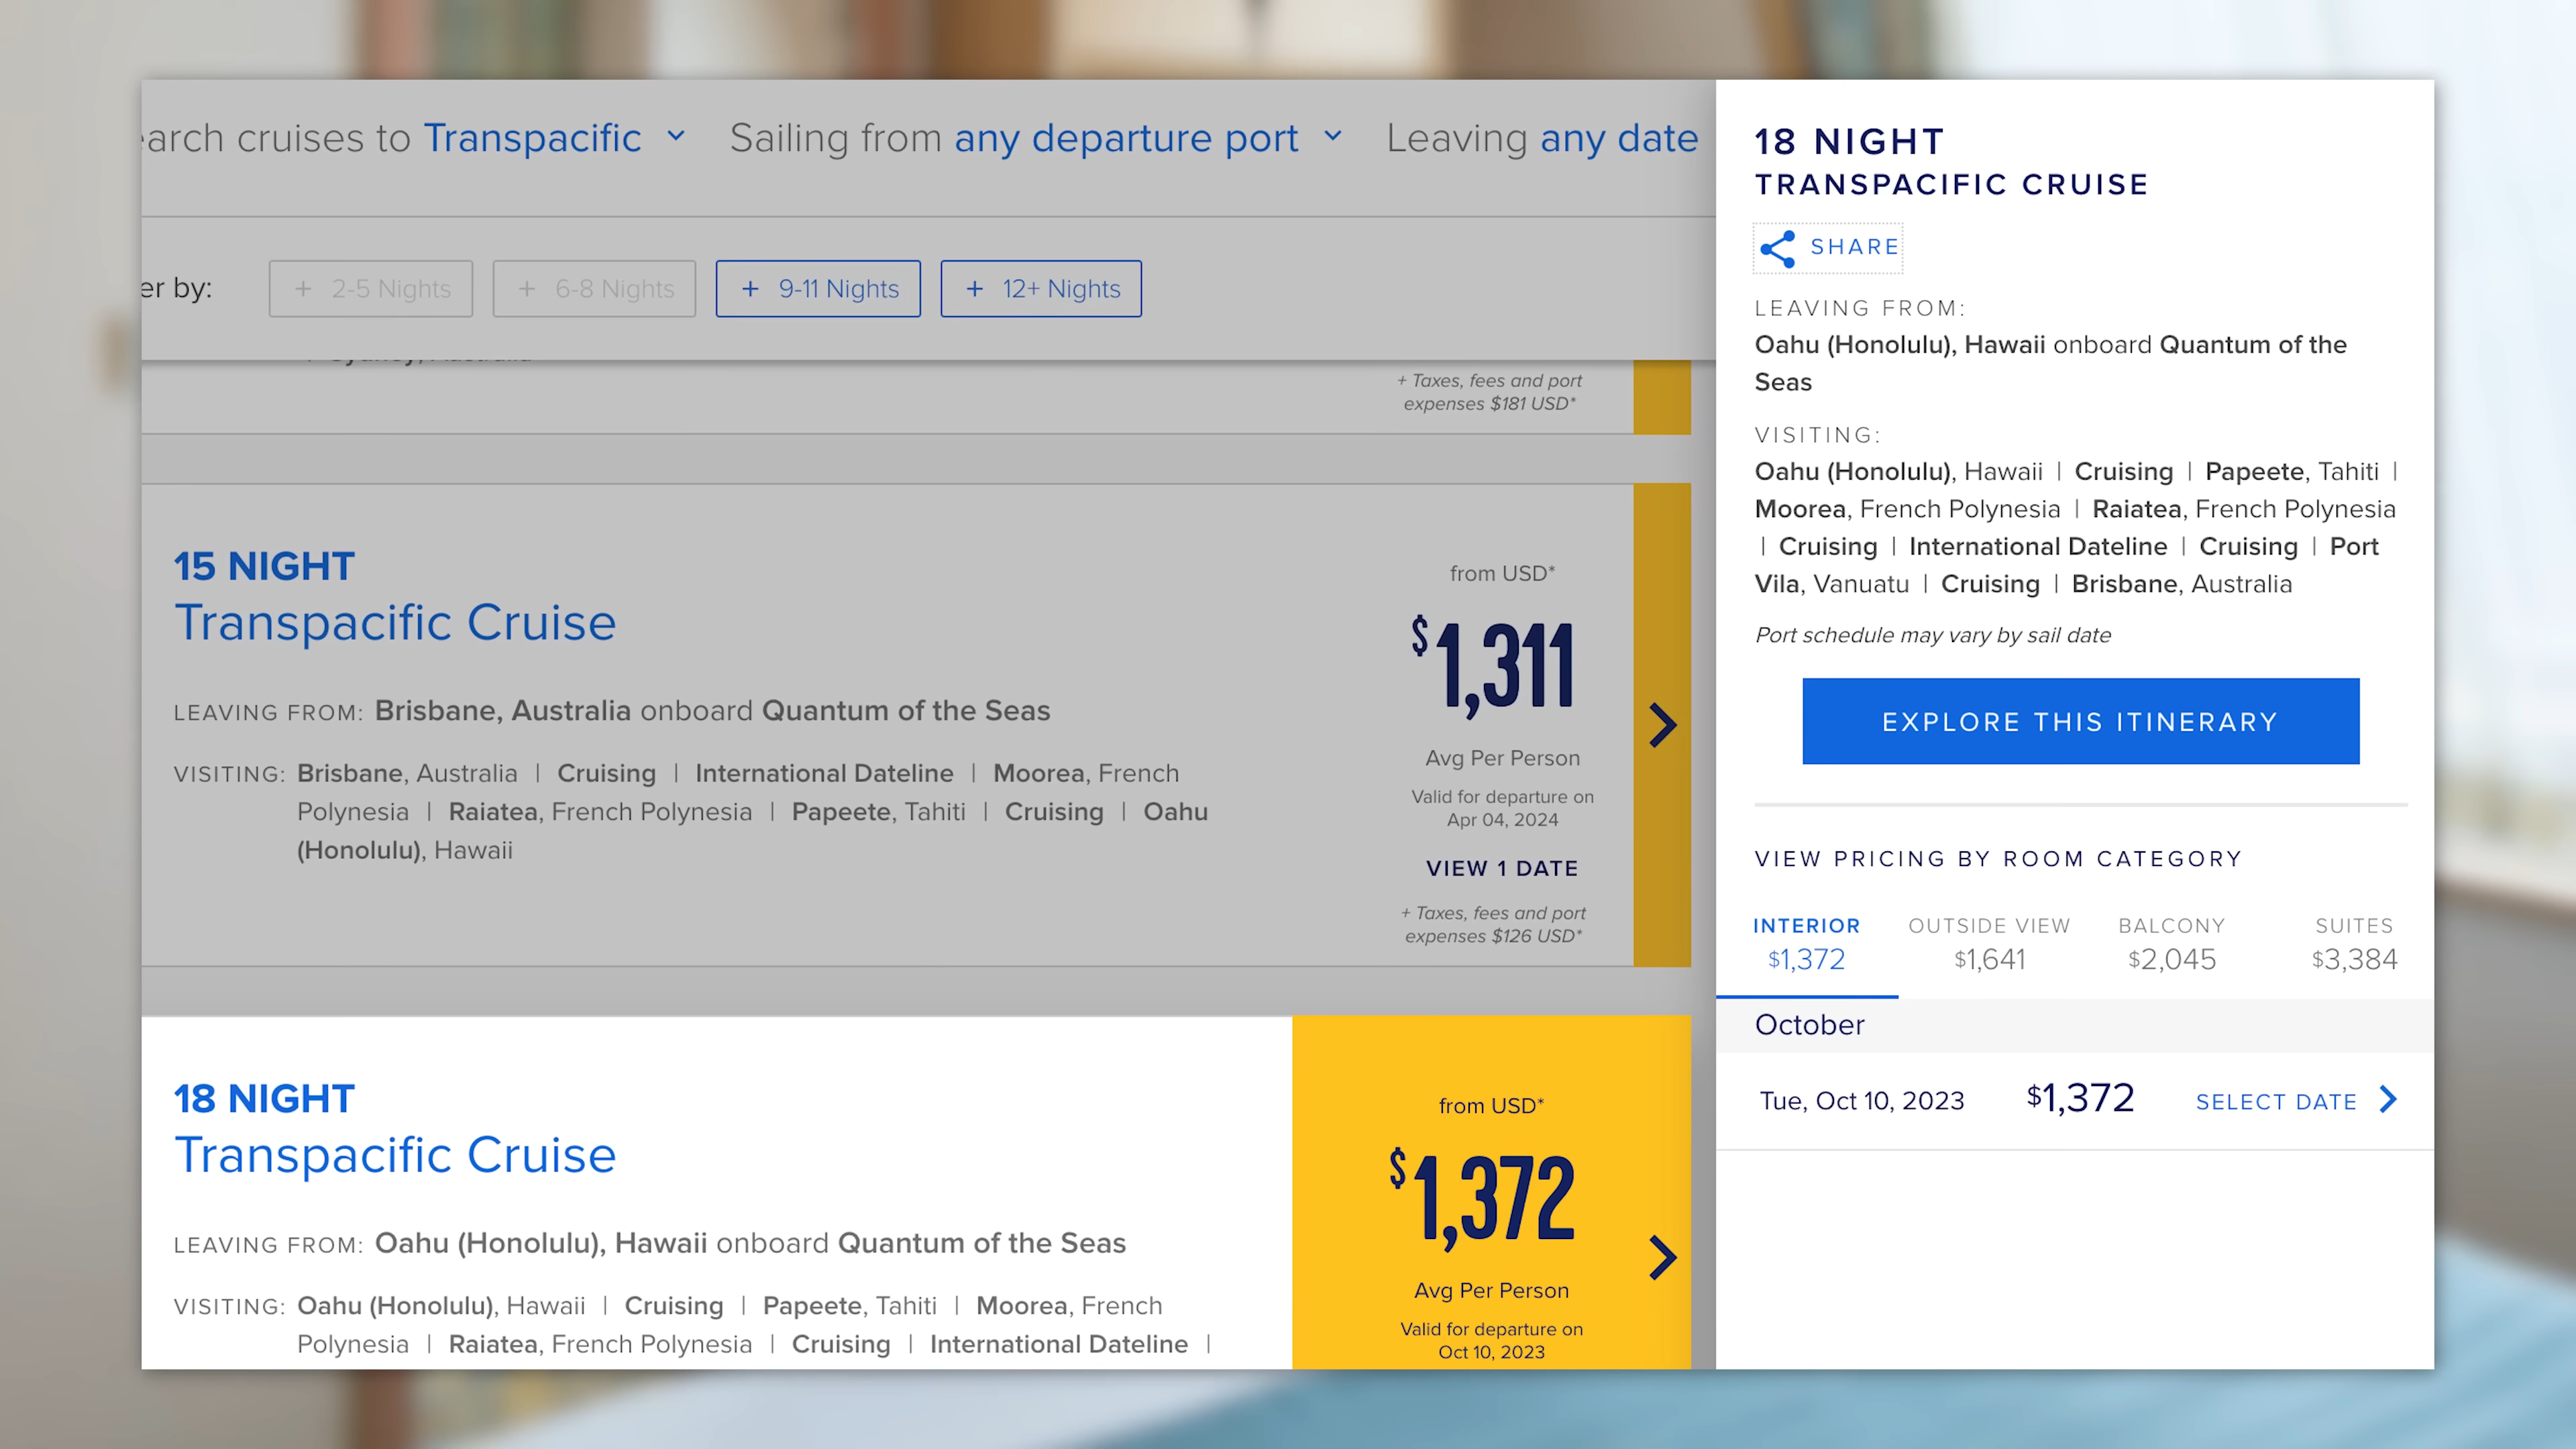 earch cruises to Transpacific Sailing from any departure port Leaving any date
er by: + 2-5 Nights + 6-8 Nights + 9-11 Nights + 12+ Nights
+ Taxes, fees and port
expenses $181 USD*
15 NIGHT
Transpacific Cruise
LEAVING FROM: Brisbane, Australia onboard Quantum of the Seas
VISITING: Brisbane, Australia | Cruising | International Dateline | Moorea, French
Polynesia | Raiatea, French Polynesia | Papeete, Tahiti | Cruising | Oahu
(Honolulu), Hawaii
from USD*
$1,311
Avg Per Person
Valid for departure on
Apr 04, 2024
VIEW 1 DATE
+ Taxes, fees and port
expenses $126 USD*
18 NIGHT
Transpacific Cruise
LEAVING FROM: Oahu (Honolulu), Hawaii onboard Quantum of the Seas
VISITING: Oahu (Honolulu), Hawaii | Cruising | Papeete, Tahiti | Moorea, French
Polynesia | Raiatea, French Polynesia | Cruising | International Dateline |
from USD*
$1,372
Avg Per Person
Valid for departure on
Oct 10, 2023
18 NIGHT
TRANSPACIFIC CRUISE
SHARE
LEAVING FROM:
Oahu (Honolulu), Hawaii onboard Quantum of the
Seas
VISITING:
Oahu (Honolulu), Hawaii | Cruising | Papeete, Tahiti |
Moorea, French Polynesia | Raiatea, French Polynesia
| Cruising | International Dateline | Cruising | Port
Vila, Vanuatu | Cruising | Brisbane, Australia
Port schedule may vary by sail date
EXPLORE THIS ITINERARY
VIEW PRICING BY ROOM CATEGORY
INTERIOR OUTSIDE VIEW BALCONY SUITES
$1,372 $1,641 $2,045 $3,384
October
Tue, Oct 10, 2023 $1,372 SELECT DATE